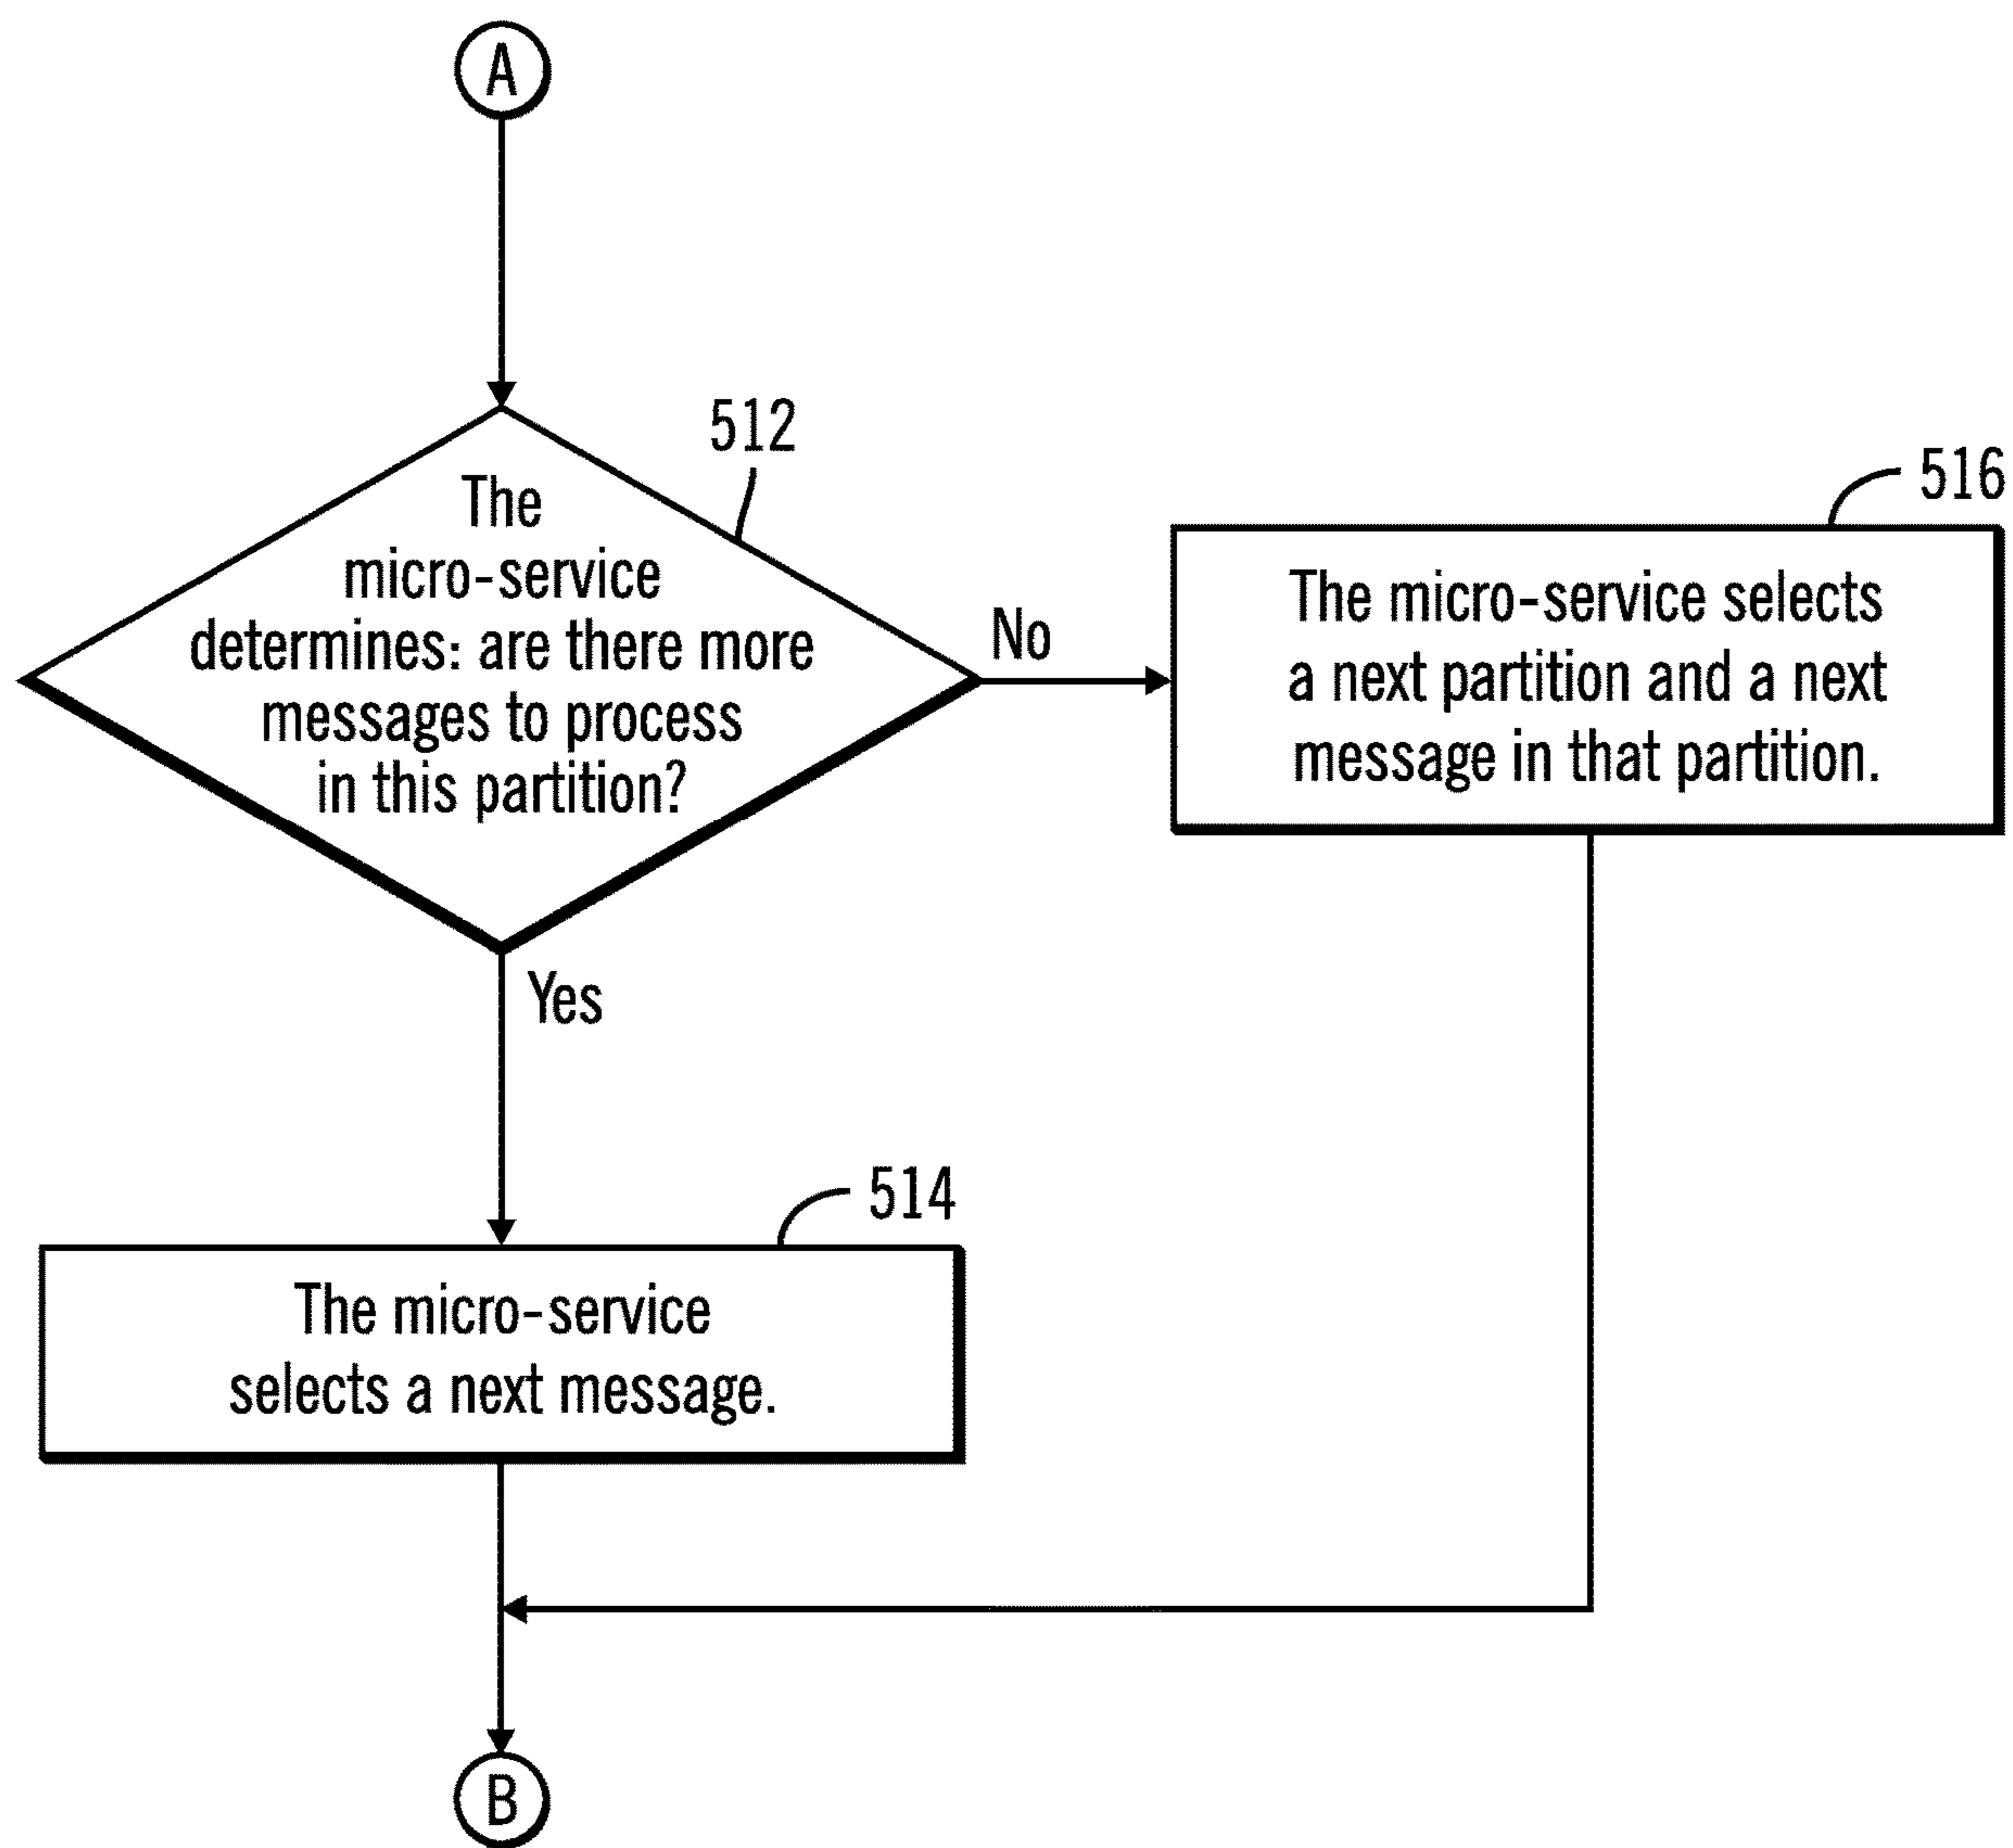 A
512
The
micro-service
determines: are there more
messages to process
in this partition?
No
516
The micro-service selects
a next partition and a next
message in that partition.
Yes
514
The micro-service
selects a next message.
B